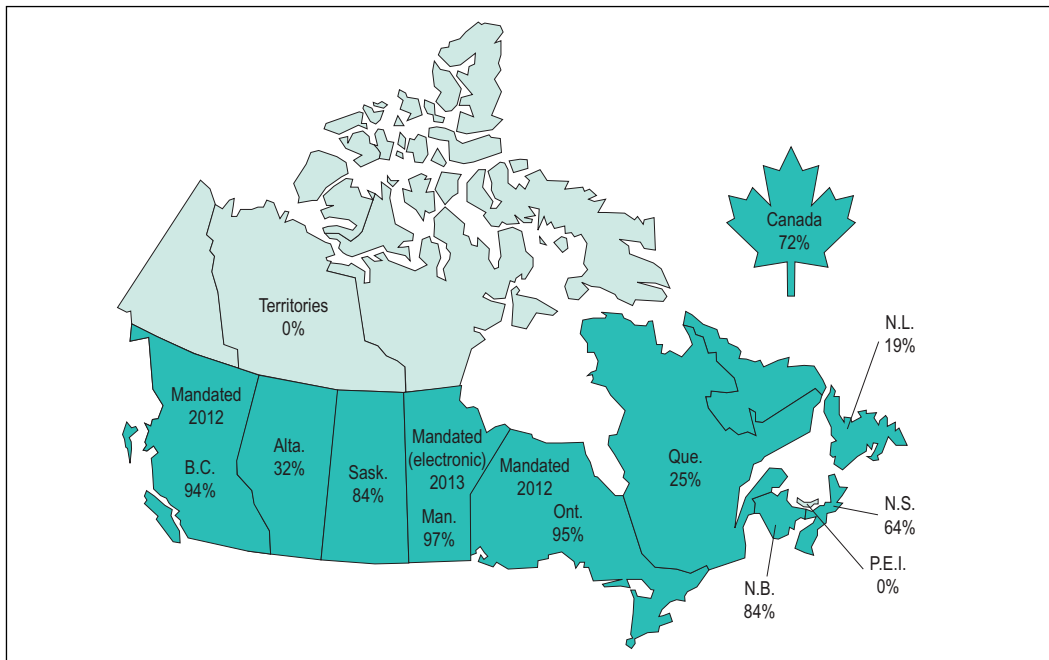 Canada
72%
Territories
0%
N.L.
19%
Mandated
2012
B.C.
94%
Alta.
32%
Sask.
84%
Mandated
(electronic)
2013
Man.
97%
Mandated
2012
Ont.
95%
Que.
25%
N.S.
64%
P.E.I.
0%
N.B.
84%